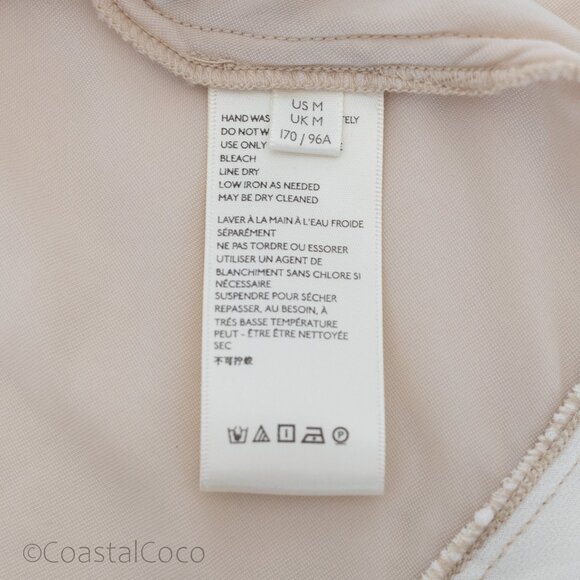 US M
UK M
170 / 96A
HAND WAS
TELY
DO NOT W
USE ONLY
BLEACH
LINE DRY
LOW IRON AS NEEDED
MAY BE DRY CLEANED
LAVER À LA MAIN À L'EAU FROIDE
SÉPARÉMENT
NE PAS TORDRE OU ESSORER
UTILISER UN AGENT DE
BLANCHIMENT SANS CHLORE SI
NÉCESSAIRE
SUSPENDRE POUR SÉCHER
REPASSER, AU BESOIN, À
TRÉS BASSE TEMPÉRATURE
PEUT - ÊTRE ÊTRE NETTOYÉE
SEC
不可拧絞
P
©CoastalCoco